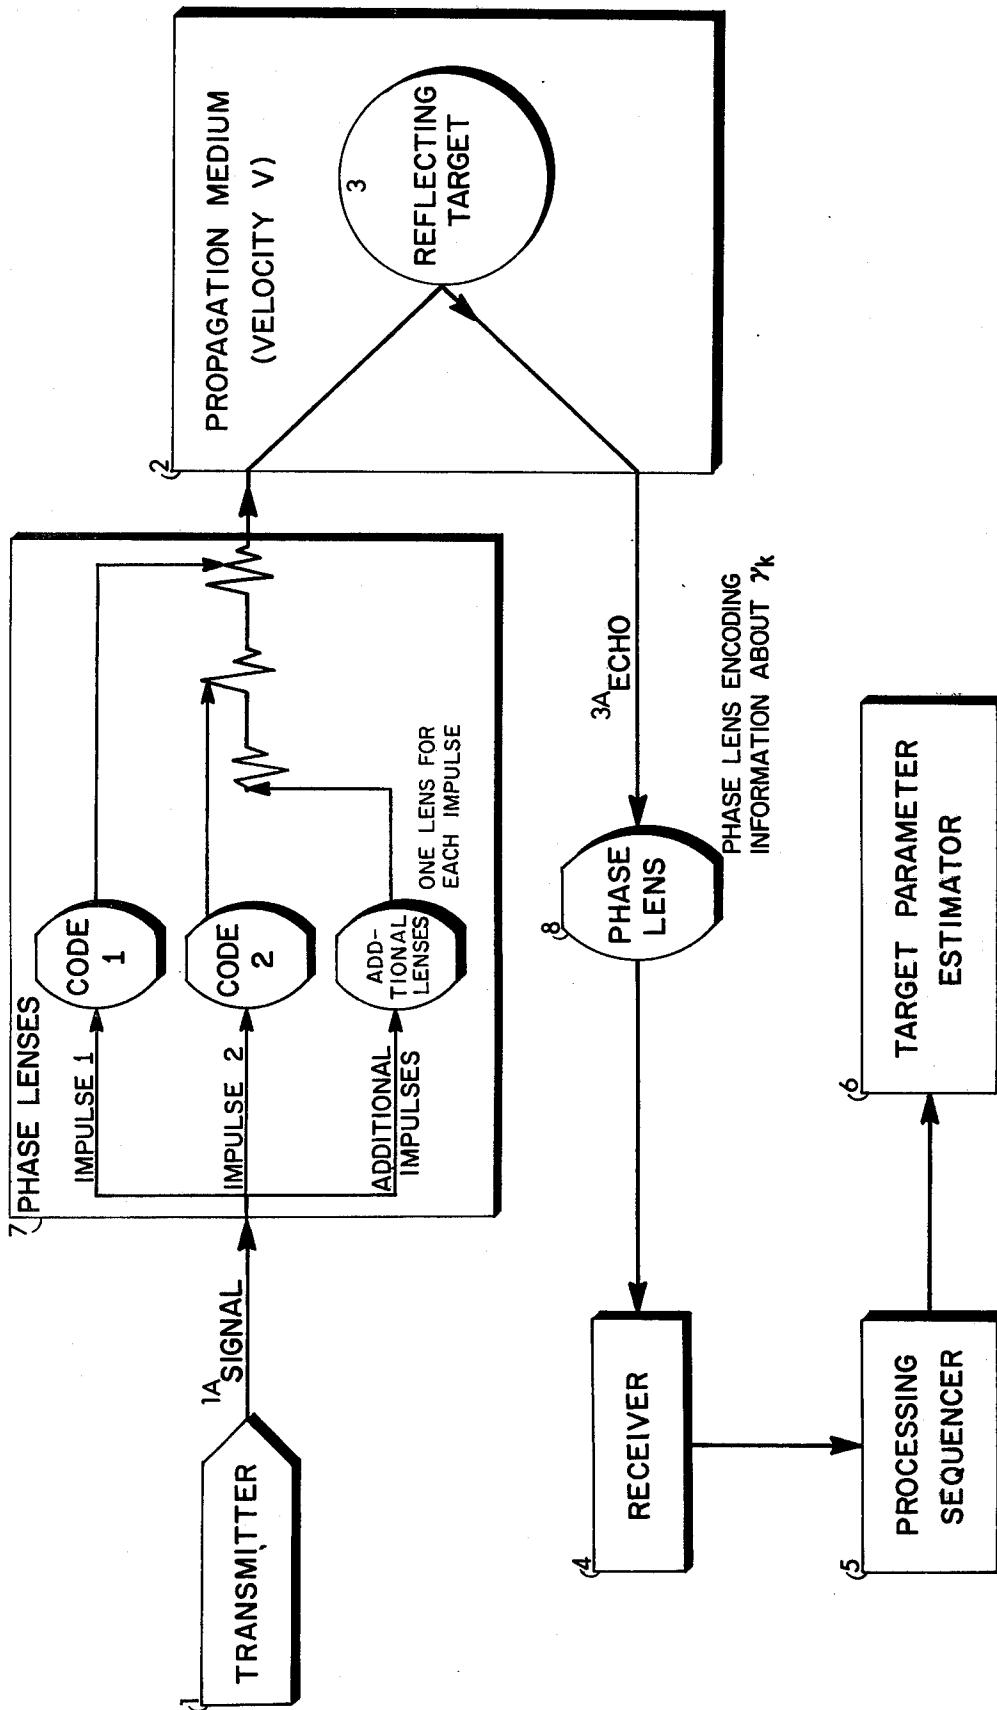 1
TRANSMITTER
1A
SIGNAL
7
PHASE LENSES
IMPULSE 1
IMPULSE 2
ADDITIONAL
IMPULSES
CODE
1
CODE
2
ADD-
TIONAL
LENSES
ONE LENS FOR
EACH IMPULSE
2
PROPAGATION MEDIUM
(VELOCITY V)
3
REFLECTING
TARGET
3A
ECHO
8
PHASE
LENS
PHASE LENS ENCODING
INFORMATION ABOUT γk
4
RECEIVER
5
PROCESSING
SEQUENCER
6
TARGET PARAMETER
ESTIMATOR